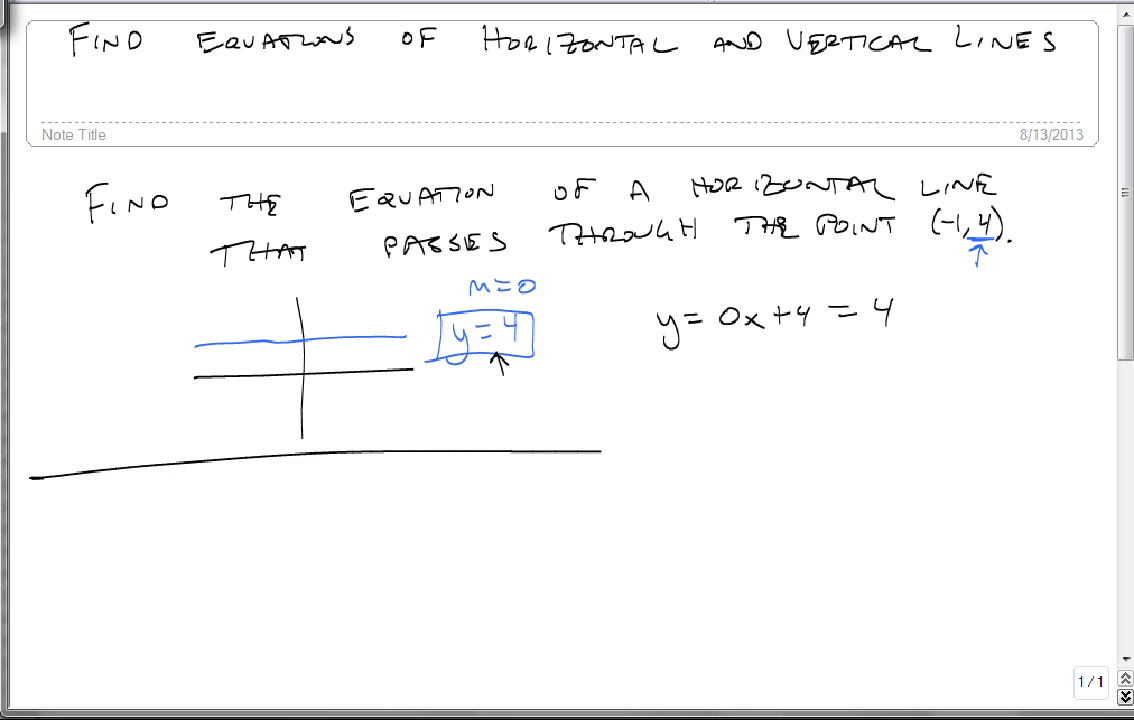 FIND EQUATIONS OF HORIZONTAL AND VERTICAL LINES
Note Title
8/13/2013
FIND THE EQUATION OF A HORIZONTAL LINE
THAT PASSES THROUGH THE POINT (-1, 4).
m = 0
y = 4
y = 0x + 4 = 4
1 / 1